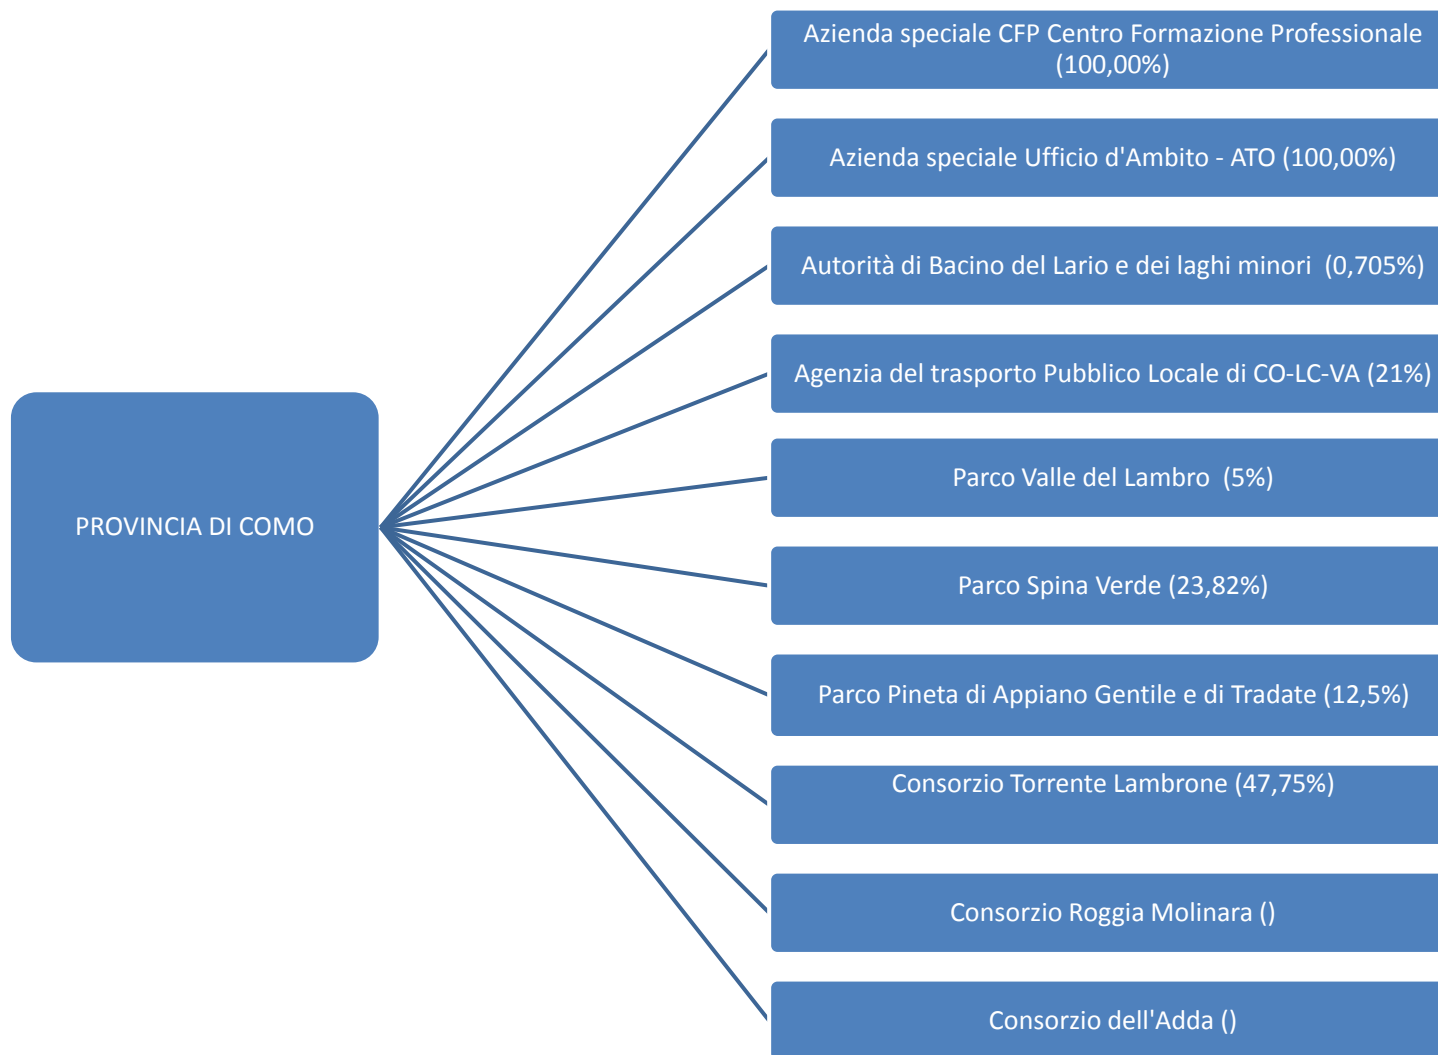 Azienda speciale CFP Centro Formazione Professionale
(100,00%)
Azienda speciale Ufficio d'Ambito - ATO (100,00%)
Autorità di Bacino del Lario e dei laghi minori  (0,705%)
Agenzia del trasporto Pubblico Locale di CO-LC-VA (21%)
Parco Valle del Lambro  (5%)
PROVINCIA DI COMO
Parco Spina Verde (23,82%)
Parco Pineta di Appiano Gentile e di Tradate (12,5%)
Consorzio Torrente Lambrone (47,75%)
Consorzio Roggia Molinara ()
Consorzio dell'Adda ()